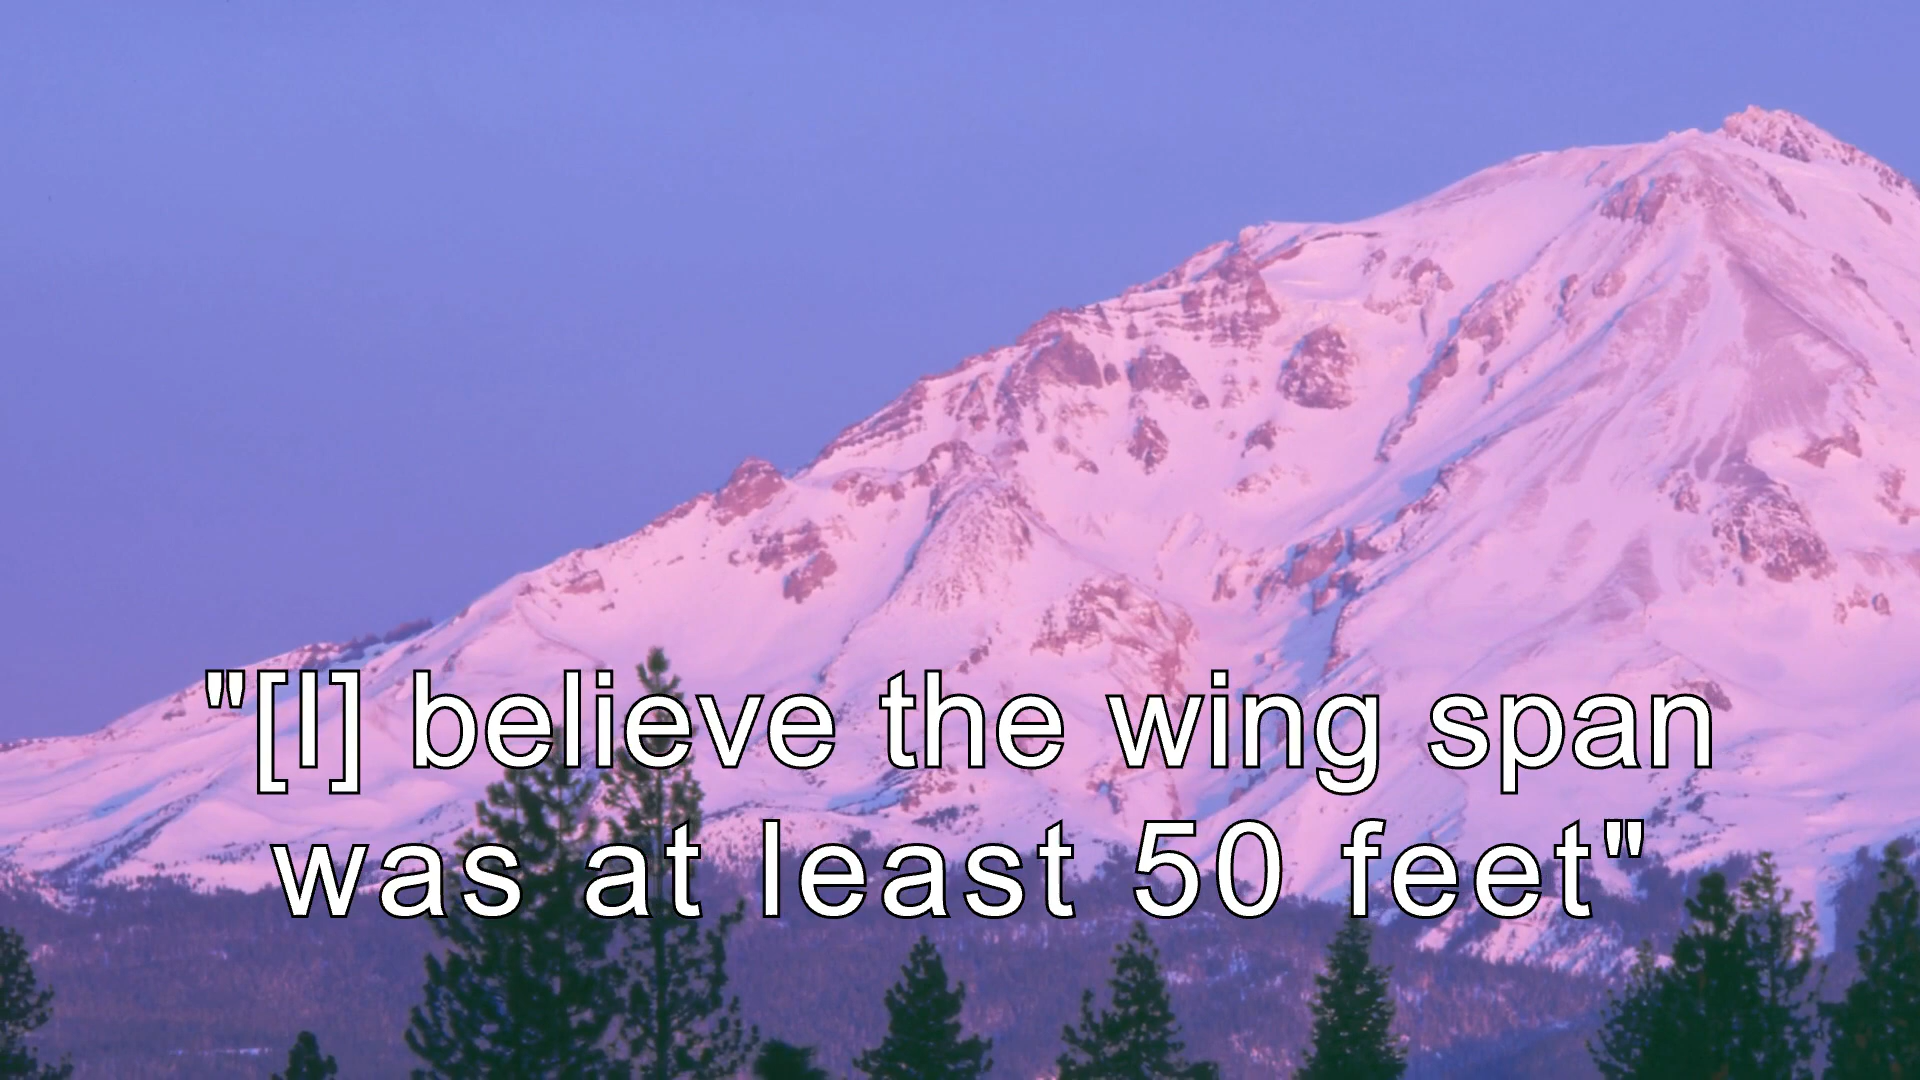 "[I] believe the wing span
was at least 50 feet"